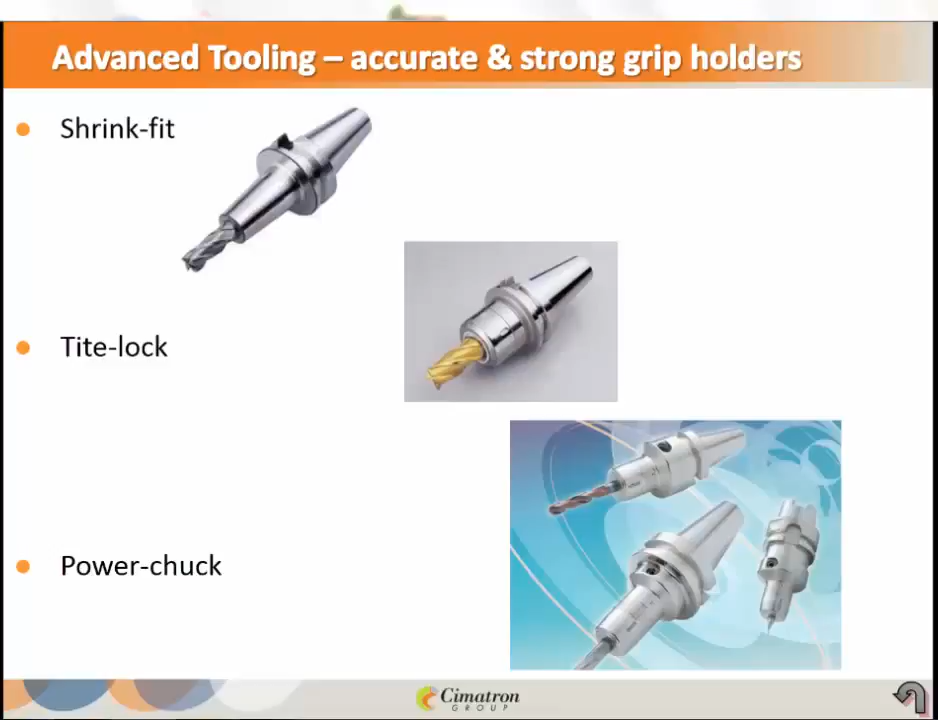 Advanced Tooling – accurate & strong grip holders
Shrink-fit
Tite-lock
Power-chuck
Cimatron
GROUP